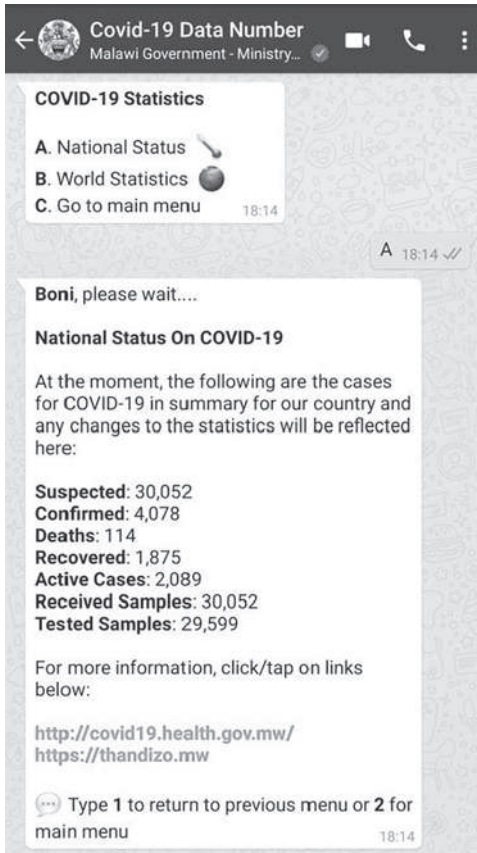 Covid-19 Data Number
Malawi Government - Ministry...
COVID-19 Statistics
A. National Status
B. World Statistics
C. Go to main menu
18:14
A 18:14
Boni, please wait....
National Status On COVID-19
At the moment, the following are the cases
for COVID-19 in summary for our country and
any changes to the statistics will be reflected
here:
Suspected: 30,052
Confirmed: 4,078
Deaths: 114
Recovered: 1,875
Active Cases: 2,089
Received Samples: 30,052
Tested Samples: 29,599
For more information, click/tap on links
below:
http://covid19.health.gov.mw/
https://thandizo.mw
Type 1 to return to previous menu or 2 for
main menu
18:14